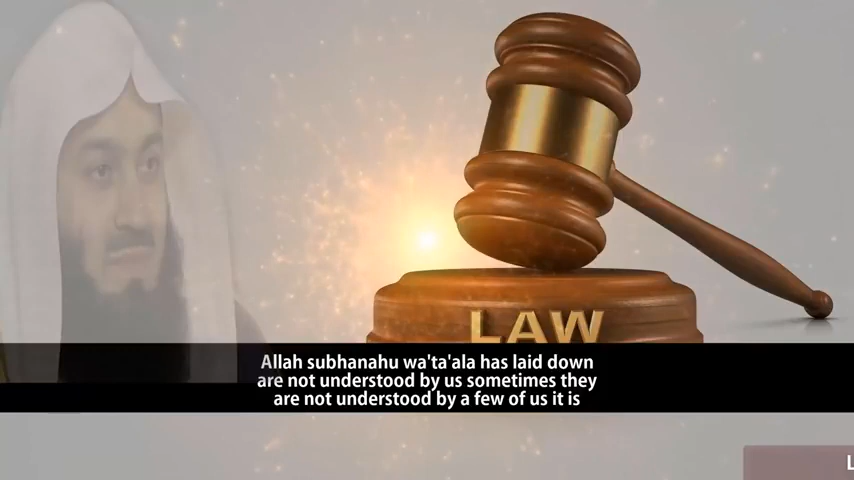 LAW
Allah subhanahu wa'ta'ala has laid down
are not understood by us sometimes they
are not understood by a few of us it is
L